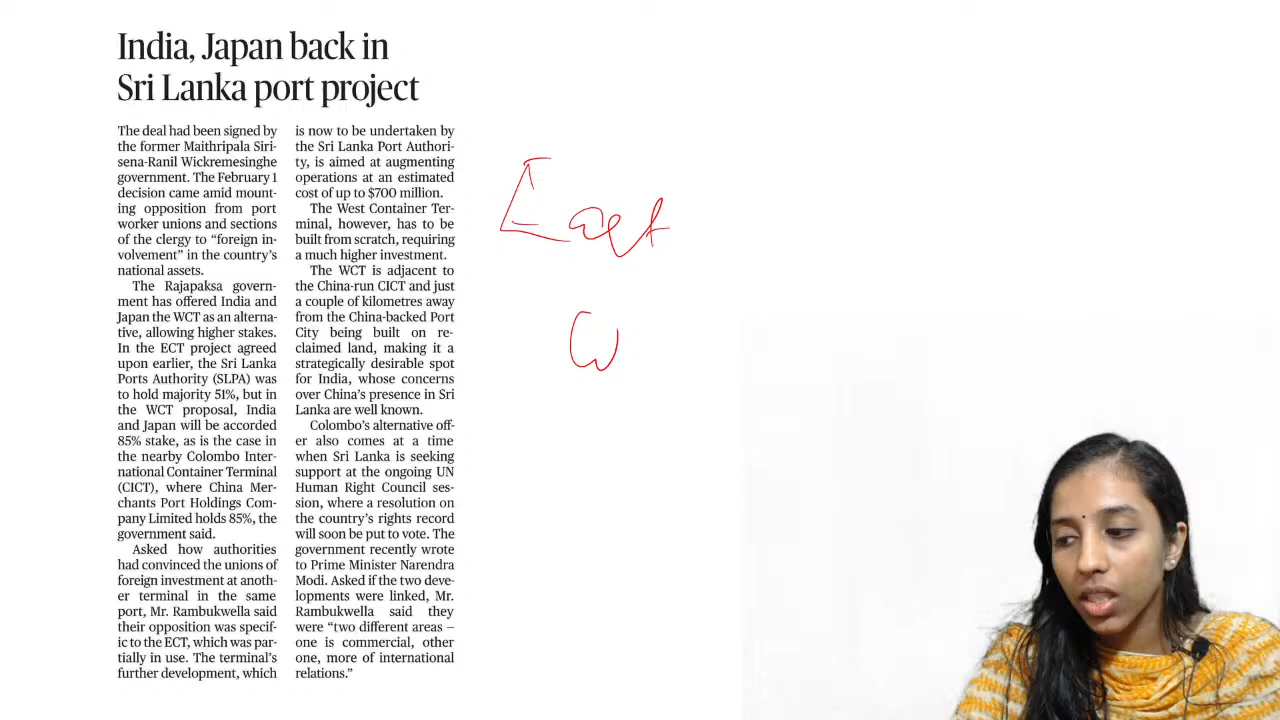 India, Japan back in
Sri Lanka port project
The deal had been signed by
the former Maithripala Siri-
sena-Ranil Wickremesinghe
government. The February 1
decision came amid mount-
ing opposition from port
worker unions and sections
of the clergy to “foreign in-
volvement” in the country's
national assets.
The Rajapaksa govern-
ment has offered India and
Japan the WCT as an alterna-
tive, allowing higher stakes.
In the ECT project agreed
upon earlier, the Sri Lanka
Ports Authority (SLPA) was
to hold majority 51%, but in
the WCT proposal, India
and Japan will be accorded
85% stake, as is the case in
the nearby Colombo Inter-
national Container Terminal
(CICT), where China Mer-
chants Port Holdings Com-
pany Limited holds 85%, the
government said.
Asked how authorities
had convinced the unions of
foreign investment at anoth-
er terminal in the same
port, Mr. Rambukwella said
their opposition was specif-
ic to the ECT, which was par-
tially in use. The terminal's
further development, which
is now to be undertaken by
the Sri Lanka Port Authori-
ty, is aimed at augmenting
operations at an estimated
cost of up to $700 million.
The West Container Ter-
minal, however, has to be
built from scratch, requiring
a much higher investment.
The WCT is adjacent to
the China-run CICT and just
a couple of kilometres away
from the China-backed Port
City being built on re-
claimed land, making it a
strategically desirable spot
for India, whose concerns
over China's presence in Sri
Lanka are well known.
Colombo's alternative off-
er also comes at a time
when Sri Lanka is seeking
support at the ongoing UN
Human Right Council ses-
sion, where a resolution on
the country's rights record
will soon be put to vote. The
government recently wrote
to Prime Minister Narendra
Modi. Asked if the two deve-
lopments were linked, Mr.
Rambukwella said they
were “two different areas –
one is commercial, other
one, more of international
relations.”
East
W